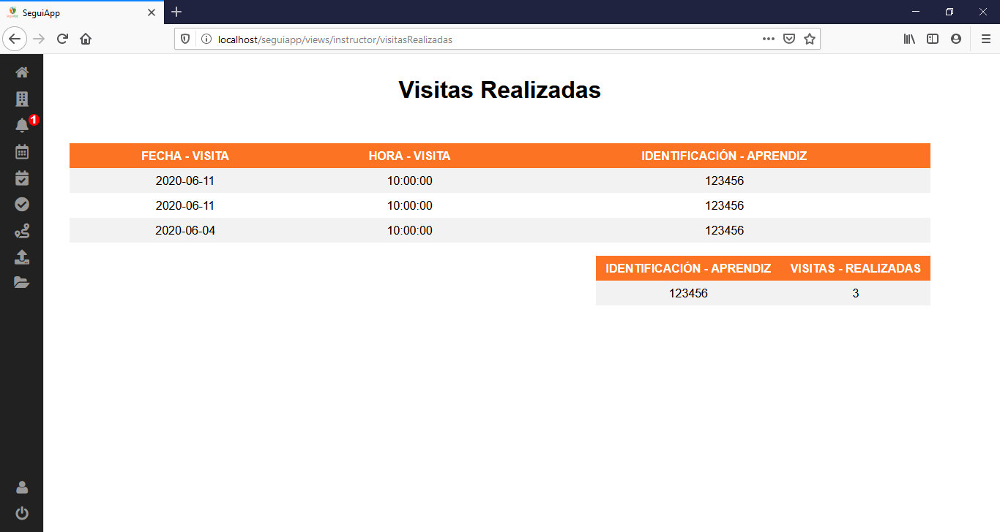 SeguiApp
localhost/seguiapp/views/instructor/visitasRealizadas
1
Visitas Realizadas
FECHA - VISITA HORA - VISITA IDENTIFICACIÓN - APRENDIZ
2020-06-11 10:00:00 123456
2020-06-11 10:00:00 123456
2020-06-04 10:00:00 123456
IDENTIFICACIÓN - APRENDIZ VISITAS - REALIZADAS
123456 3